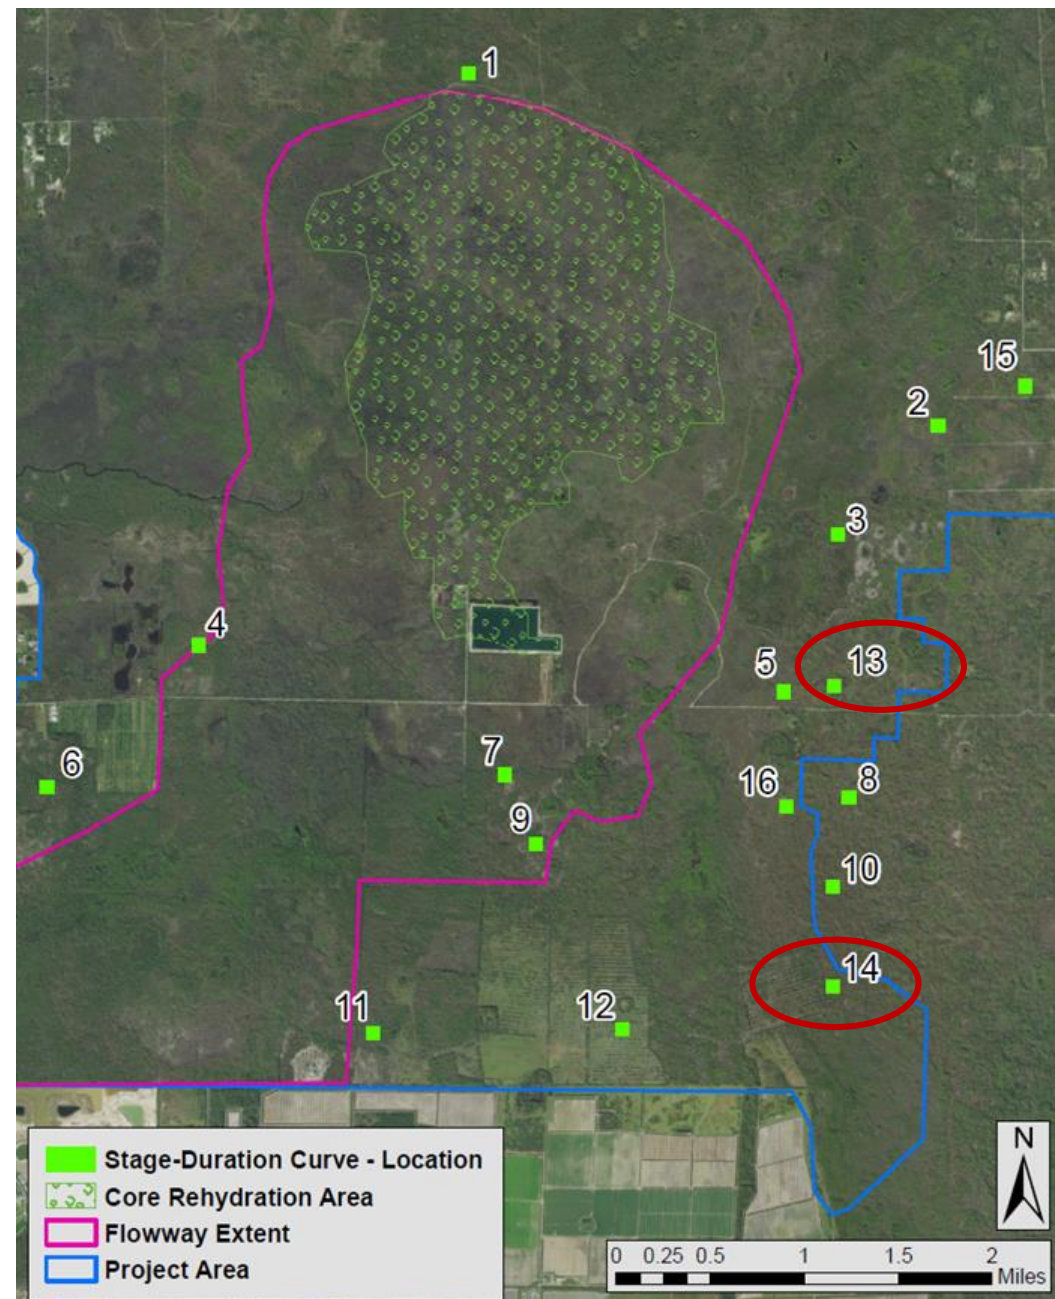 1
15
2
3
4
5
13
6
7
16
8
9
10
14
11
12
Stage-Duration Curve - Location
Core Rehydration Area
Flowway Extent
Project Area
N
0 0.25 0.5 1 1.5 2
Miles